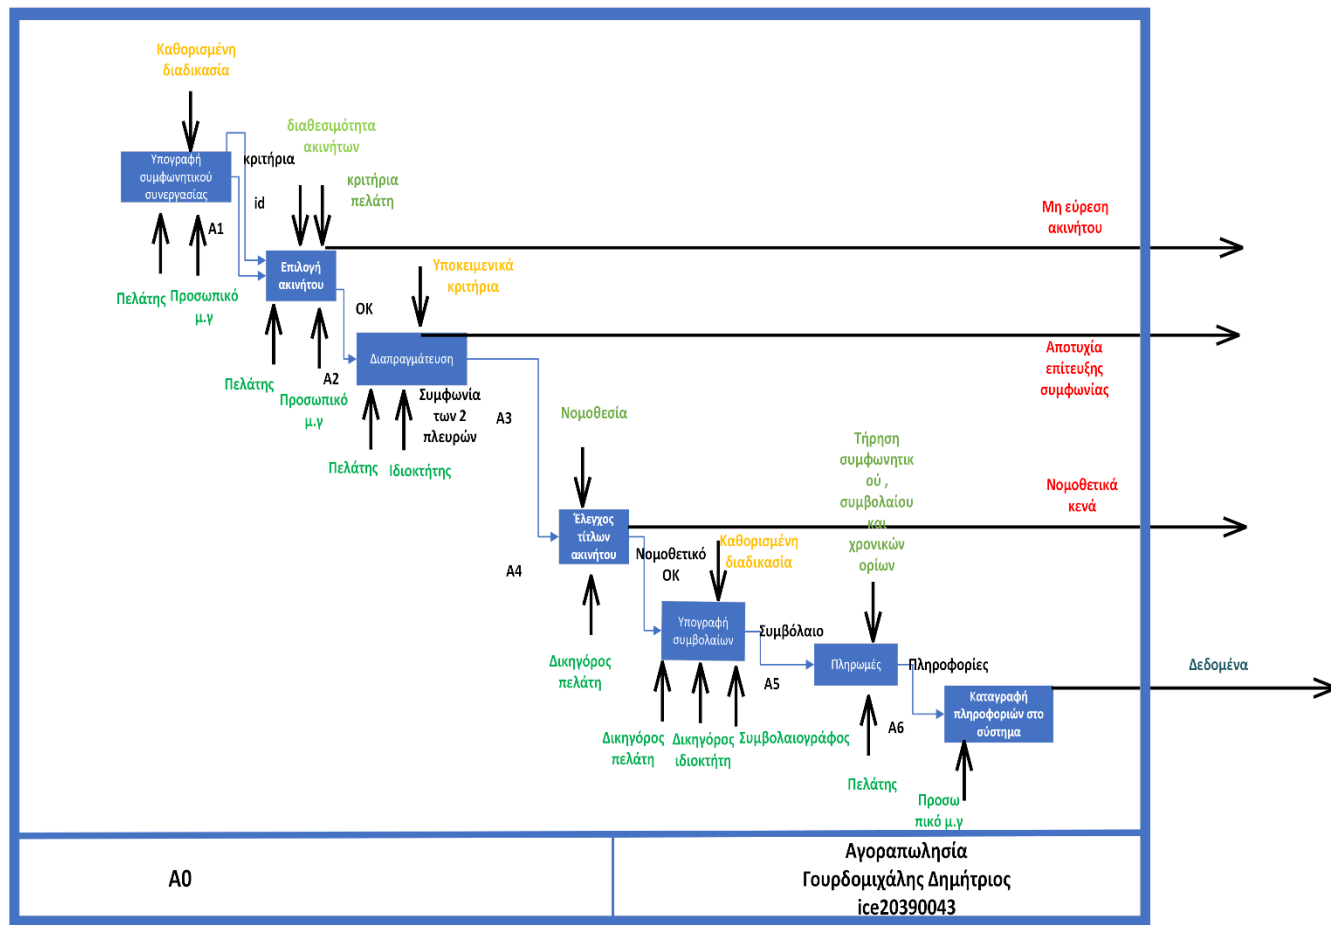 Καθορισμένη
διαδικασία
διαθεσιμότητα
ακινήτων
Υπογραφή
συμφωνητικού
συνεργασίας
κριτήρια
κριτήρια
πελάτη
id
A1
Μη εύρεση
ακινήτου
Επιλογή
ακινήτου
Υποκειμενικά
κριτήρια
Πελάτης
Προσωπικό
μ.γ
OK
Διαπραγμάτευση
Αποτυχία
επίτευξης
συμφωνίας
Πελάτης
A2
Προσωπικό
μ.γ
Συμφωνία
των 2
πλευρών
A3
Νομοθεσία
Πελάτης
Ιδιοκτήτης
Τήρηση
συμφωνητικ
ού ,
συμβολαίου
και
χρονικών
ορίων
Νομοθετικά
κενά
Έλεγχος
τίτλων
ακινήτου
A4
Νομοθετικό
OK
Καθορισμένη
διαδικασία
Υπογραφή
συμβολαίων
Συμβόλαιο
Δικηγόρος
πελάτη
A5
Πληρωμές
Πληροφορίες
Δεδομένα
Καταγραφή
πληροφοριών στο
σύστημα
Δικηγόρος
πελάτη
Δικηγόρος
ιδιοκτήτη
Συμβολαιογράφος
A6
Πελάτης
Προσω
πικό μ.γ
A0
Αγοραπωλησία
Γουρδομιχάλης Δημήτριος
ice20390043